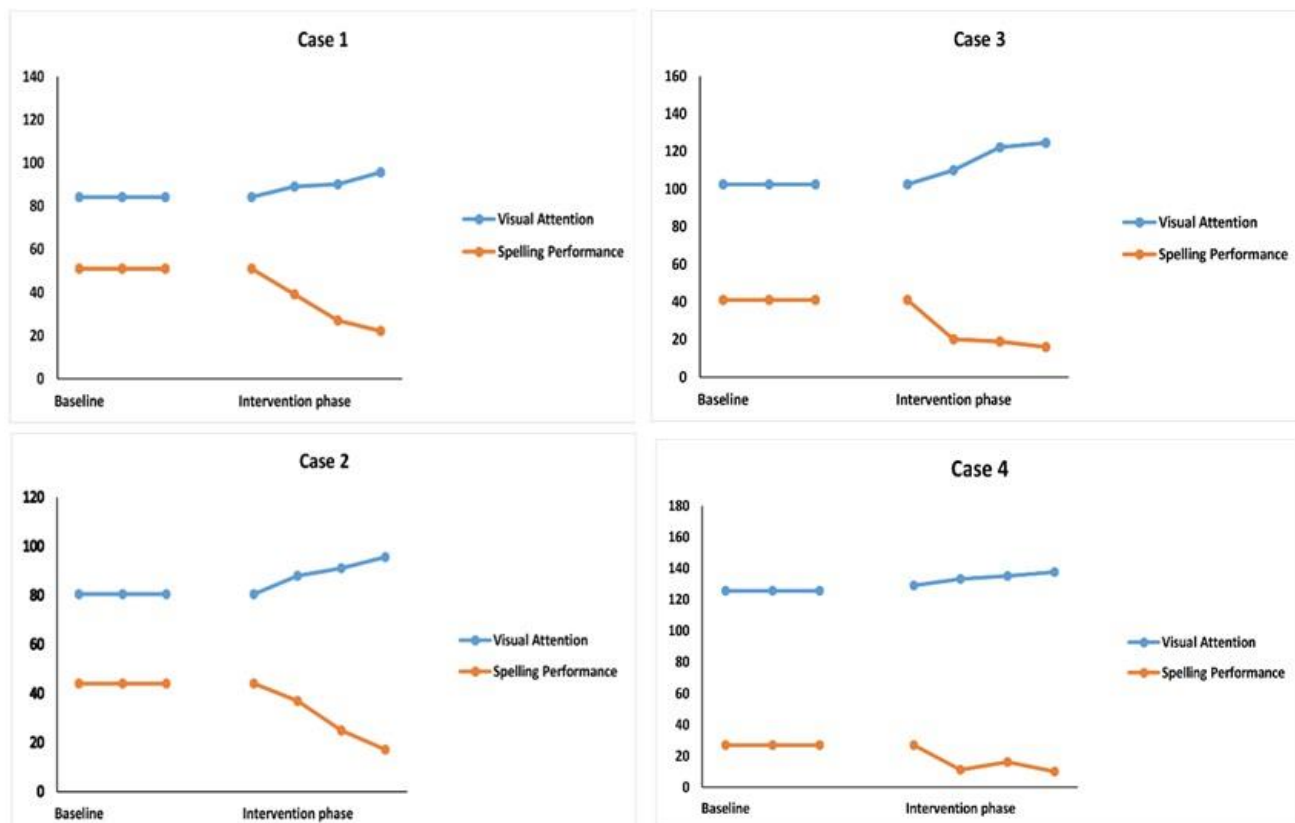 Case 1
140
120
100
80
60
40
20
0
Baseline Intervention phase
Visual Attention
Spelling Performance
Case 3
160
140
120
100
80
60
40
20
0
Baseline Intervention phase
Visual Attention
Spelling Performance
Case 2
120
100
80
60
40
20
0
Baseline Intervention phase
Visual Attention
Spelling Performance
Case 4
180
160
140
120
100
80
60
40
20
0
Baseline Intervention phase
Visual Attention
Spelling Performance